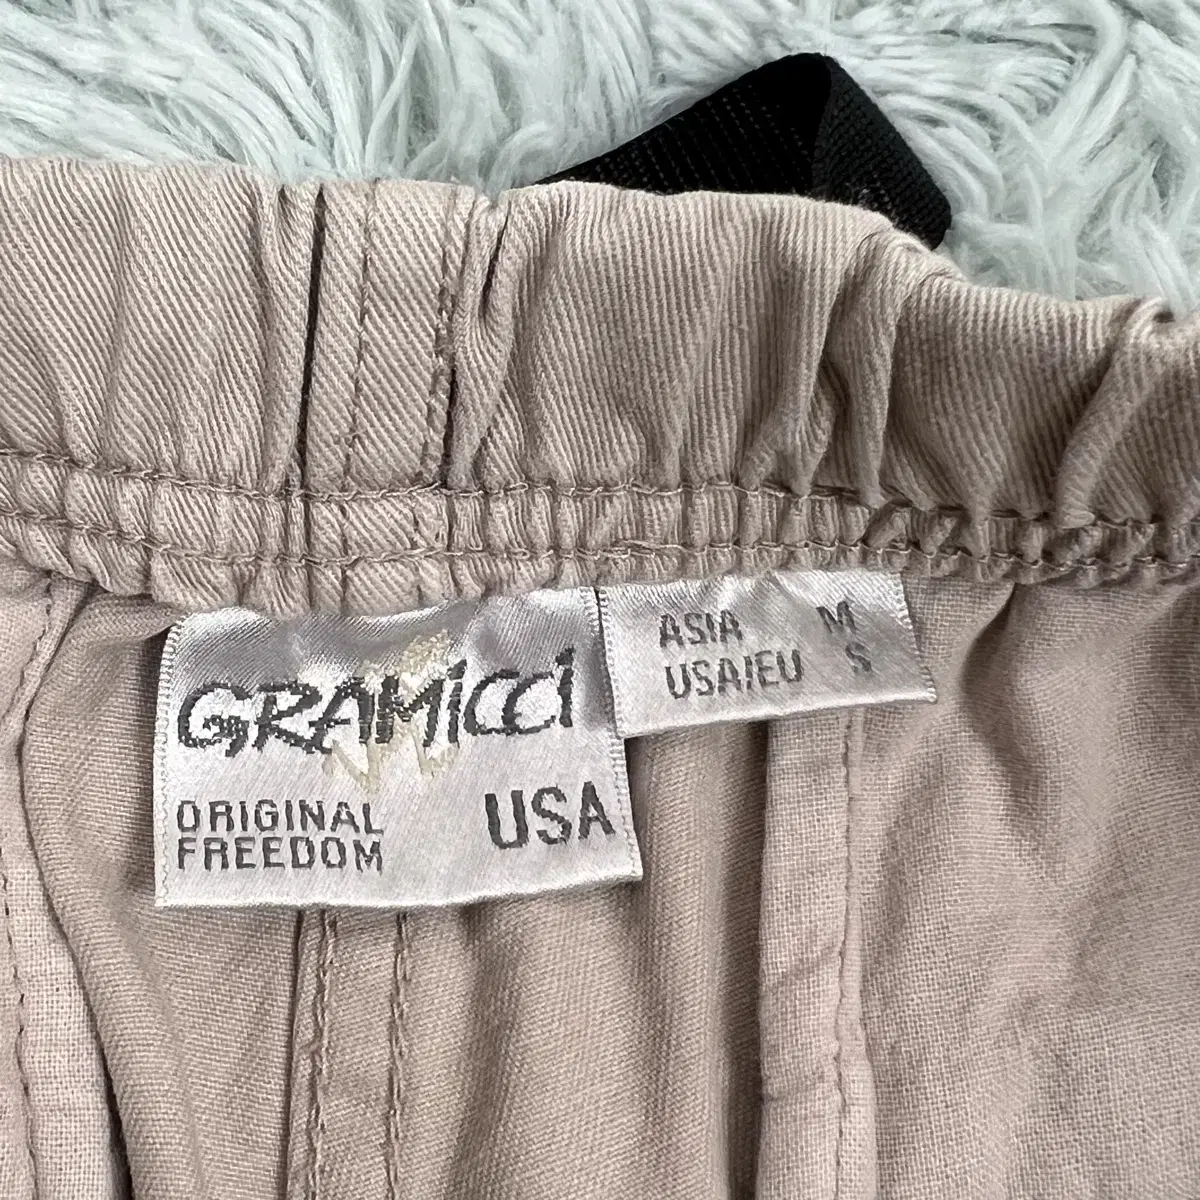 GRAMiCCi
ORIGINAL
FREEDOM
USA
ASIA M
USA/EU S